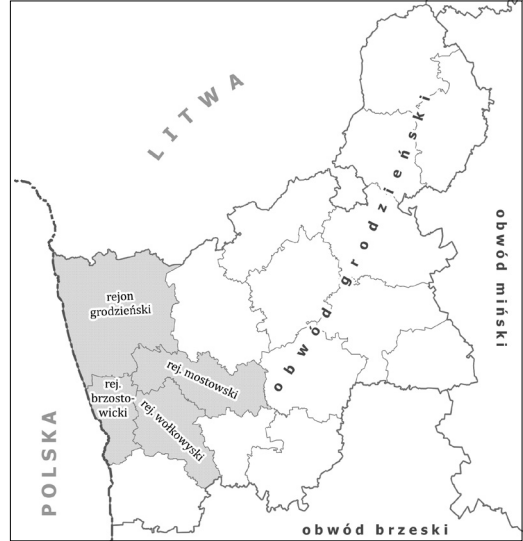 LITWA
obwód grodzieński
obwód miński
rejon
grodzieński
rej. mostowski
rej.
brzosto-
wicki
rej. wołkowyski
POLSKA
obwód brzeski